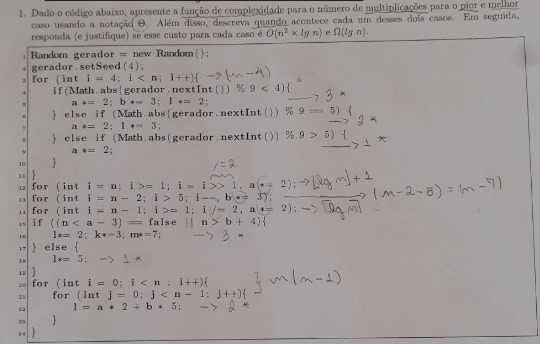 1. Dado o código abaixo, apresente a função de complexidade para o número de multiplicações para o pior e melhor
caso usando a notação Θ. Além disso, descreva quando acontece cada um desses dois casos. Em seguida,
responda (e justifique) se esse custo para cada caso é O(n² × lg n) e Ω(lg n).
1 Random gerador = new Random();
2 gerador.setSeed(4);
3 for (int i = 4; i < n; i++){ → (n-4)
4 if(Math.abs(gerador.nextInt()) % 9 < 4){
5 a *= 2; b *= 3; l *= 2; → 3 *
6 } else if (Math.abs(gerador.nextInt()) % 9 == 5) {
7 a *= 2; l *= 3; → 2 *
8 } else if (Math.abs(gerador.nextInt()) % 9 > 5) {
9 a *= 2; → 1 *
10 }
11 } /=2
12 for (int i = n; i >= 1; i = i >> 1, a *= 2); → ⌊lg n⌋ + 1
13 for (int i = n - 2; i > 5; i--, b *= 3); → (n-2-5) = (n-7)
14 for (int i = n - 1; i >= 1; i /= 2, a *= 2); → ⌈lg n⌉
15 if ((n < a - 3) == false || n > b + 4){
16 l*= 2; k*=3; m*=7; → 3 *
17 } else {
18 l*= 5; → 1 *
19 }
20 for (int i = 0; i < n ; i++){ } n(n-1)
21 for (int j = 0; j < n - 1; j++){
22 l = a * 2 + b * 5; → 2 *
23 }
24 }